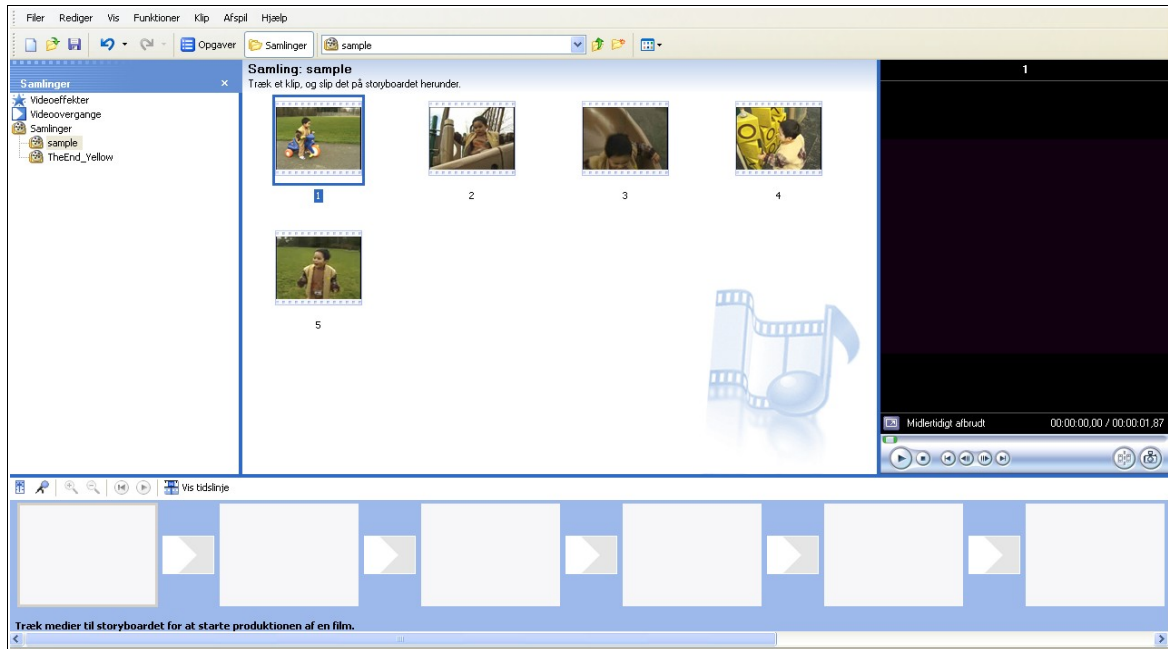 Filer Rediger Vis Funktioner Klip Afspil Hjælp
Opgaver Samlinger sample
Samlinger ×
Videoeffekter
Videoovergange
Samlinger
sample
TheEnd_Yellow
Samling: sample
Træk et klip, og slip det på storyboardet herunder.
1 2 3 4
5
1
Midlertidigt afbrudt 00:00:00,00 / 00:00:01,87
Vis tidslinje
Træk medier til storyboardet for at starte produktionen af en film.